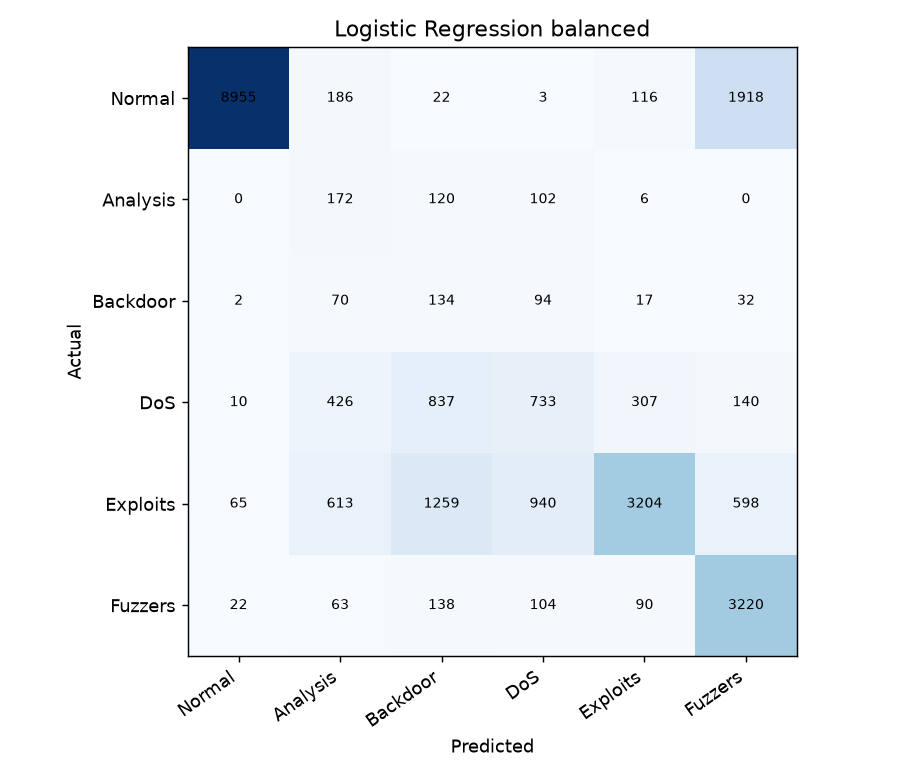 Logistic Regression balanced
Normal 8955 186 22 3 116 1918
Analysis 0 172 120 102 6 0
Backdoor 2 70 134 94 17 32
Actual
DoS 10 426 837 733 307 140
Exploits 65 613 1259 940 3204 598
Fuzzers 22 63 138 104 90 3220
Normal Analysis Backdoor DoS Exploits Fuzzers
Predicted